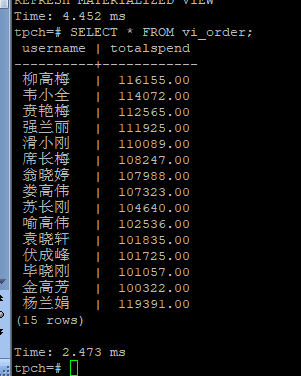 REFRESH MATERIALIZED VIEW
Time: 4.452 ms
tpch=# SELECT * FROM vi_order;
username | totalspend
----------+------------
柳高梅 | 116155.00
韦小全 | 114072.00
贲艳梅 | 112565.00
强兰丽 | 111925.00
滑小刚 | 110089.00
席长梅 | 108247.00
翁晓婷 | 107988.00
娄高伟 | 107323.00
苏长刚 | 104640.00
喻高伟 | 102536.00
袁晓轩 | 101835.00
伏成峰 | 101725.00
毕晓刚 | 101057.00
金高芳 | 100322.00
杨兰娟 | 119391.00
(15 rows)
Time: 2.473 ms
tpch=#